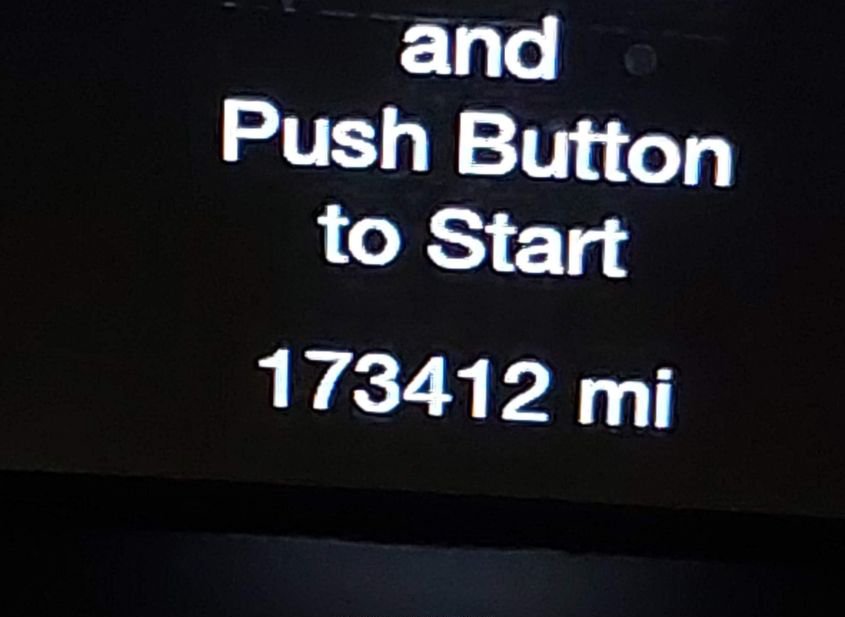 and
Push Button
to Start
173412 mi